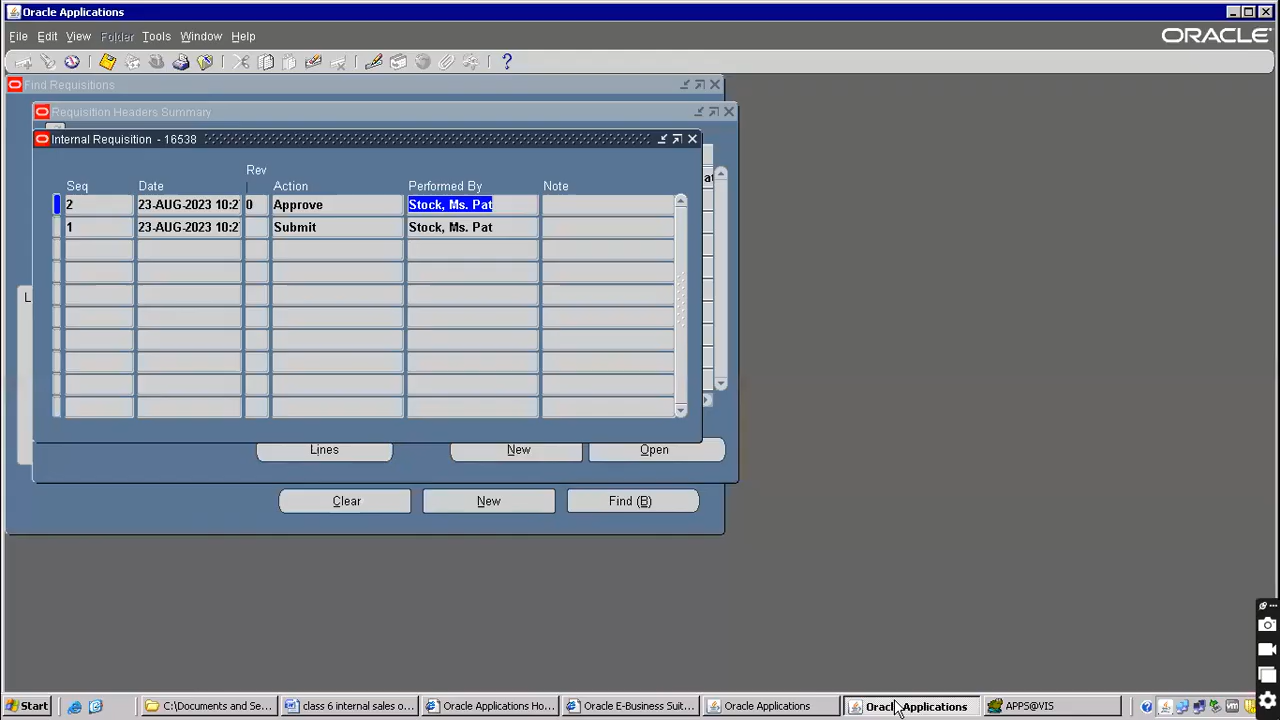 Oracle Applications
File Edit View Folder Tools Window Help
ORACLE
Find Requisitions
Requisition Headers Summary
Internal Requisition - 16538
Rev
Seq Date Action Performed By Note
2 23-AUG-2023 10:2 0 Approve Stock, Ms. Pat
1 23-AUG-2023 10:2 Submit Stock, Ms. Pat
L
Lines New Open
Clear New Find (B)
Start C:\Documents and Se... class 6 internal sales o... Oracle Applications Ho... Oracle E-Business Suit... Oracle Applications Oracle Applications APPS@VIS